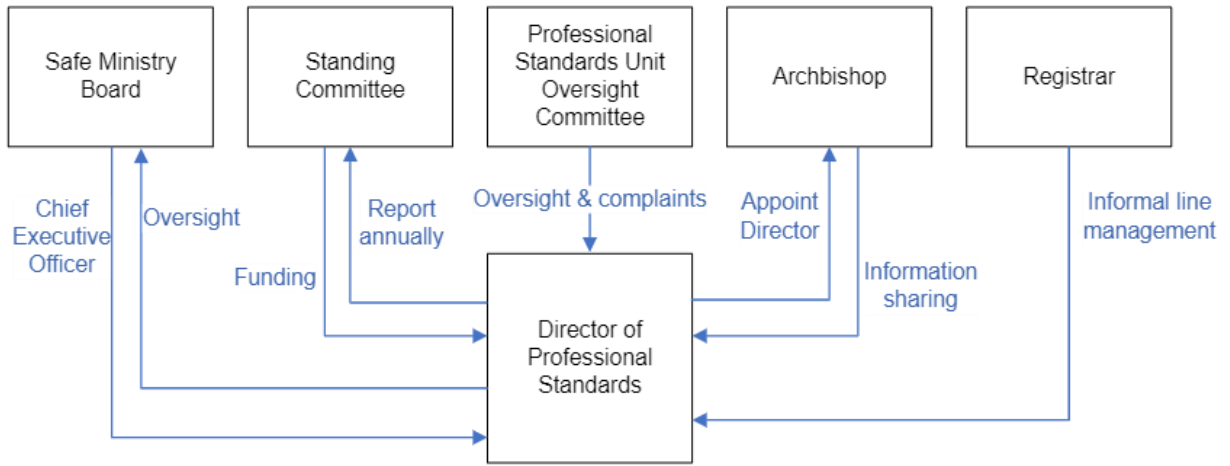 Safe Ministry
Board
Standing
Committee
Professional
Standards Unit
Oversight
Committee
Archbishop
Registrar
Chief
Executive
Officer
Oversight
Funding
Report
annually
Oversight & complaints
Appoint
Director
Information
sharing
Informal line
management
Director of
Professional
Standards